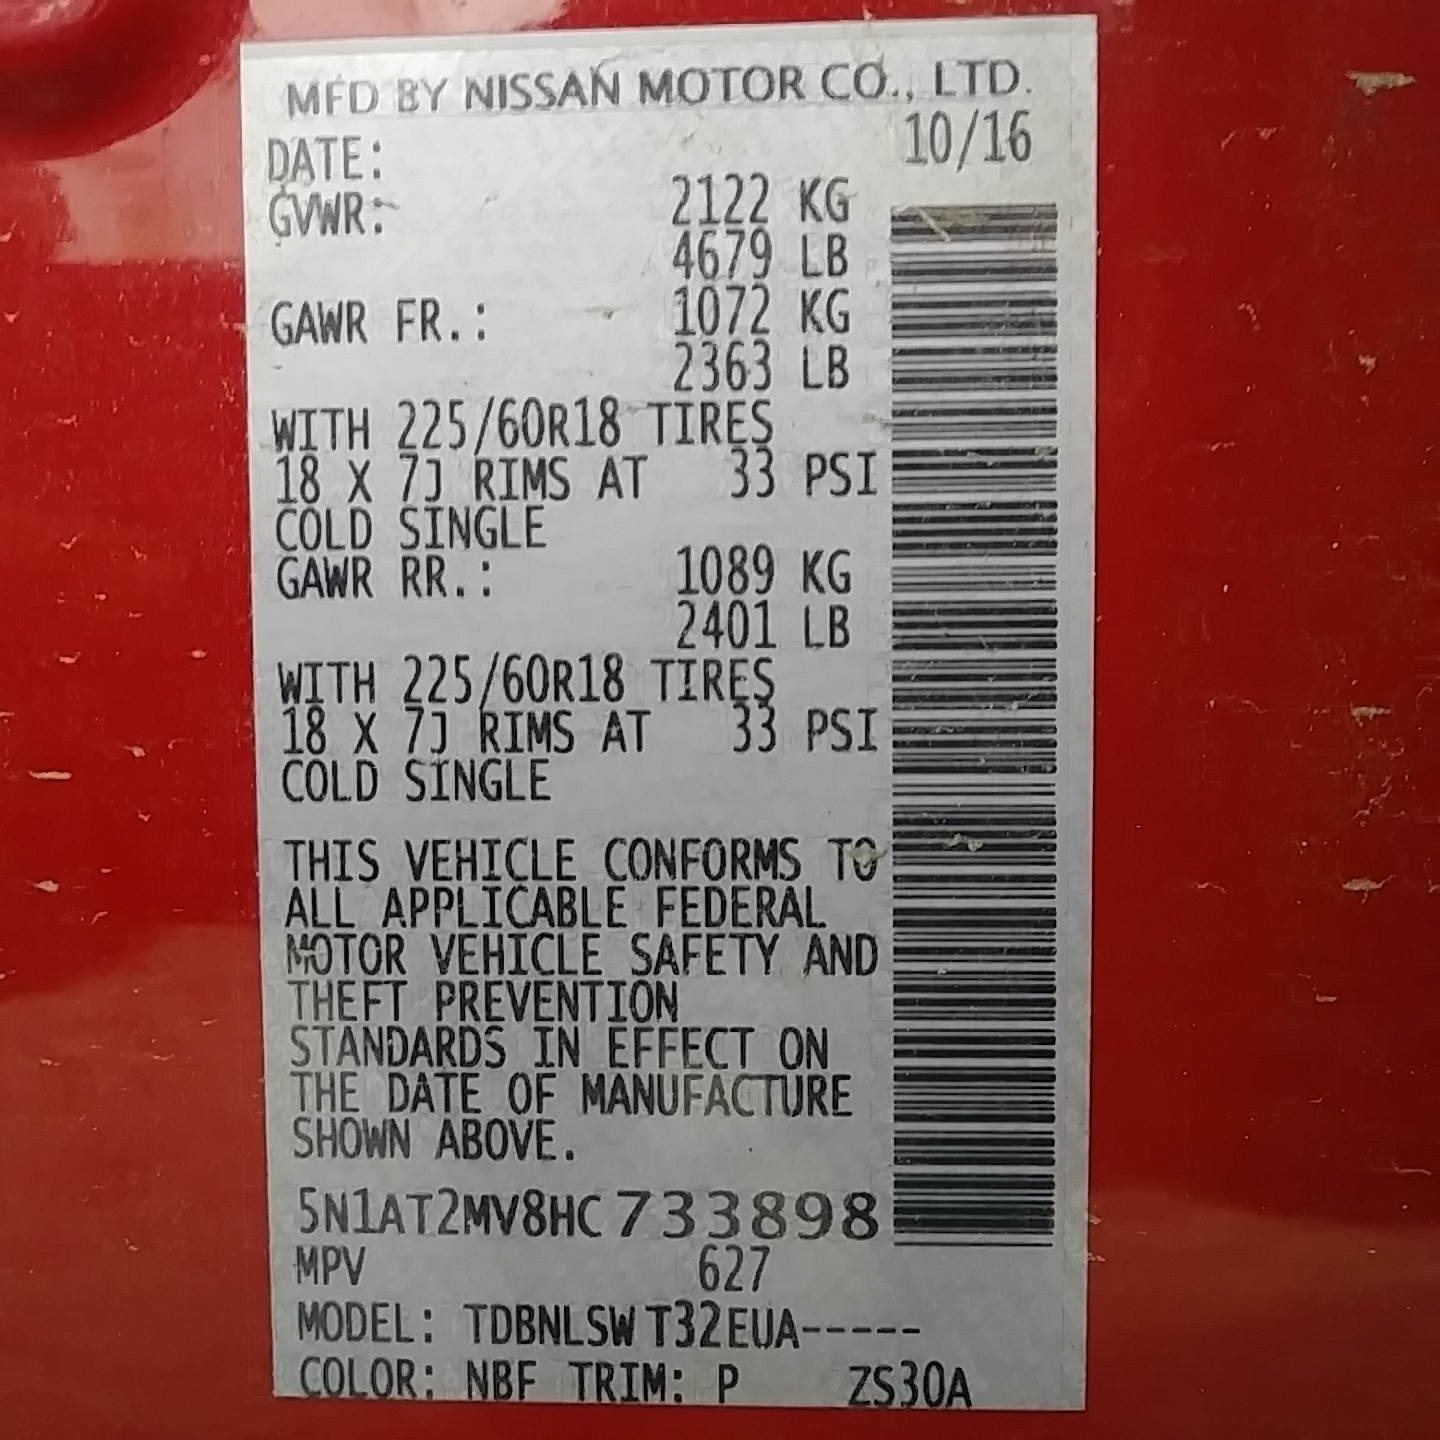 MFD BY NISSAN MOTOR CO., LTD.
DATE: 10/16
GVWR: 2122 KG
4679 LB
GAWR FR.: 1072 KG
2363 LB
WITH 225/60R18 TIRES
18 X 7J RIMS AT 33 PSI
COLD SINGLE
GAWR RR.: 1089 KG
2401 LB
WITH 225/60R18 TIRES
18 X 7J RIMS AT 33 PSI
COLD SINGLE
THIS VEHICLE CONFORMS TO
ALL APPLICABLE FEDERAL
MOTOR VEHICLE SAFETY AND
THEFT PREVENTION
STANDARDS IN EFFECT ON
THE DATE OF MANUFACTURE
SHOWN ABOVE.
5N1AT2MV8HC733898
MPV 627
MODEL: TDBNLSW T32EUA-----
COLOR: NBF TRIM: P ZS30A